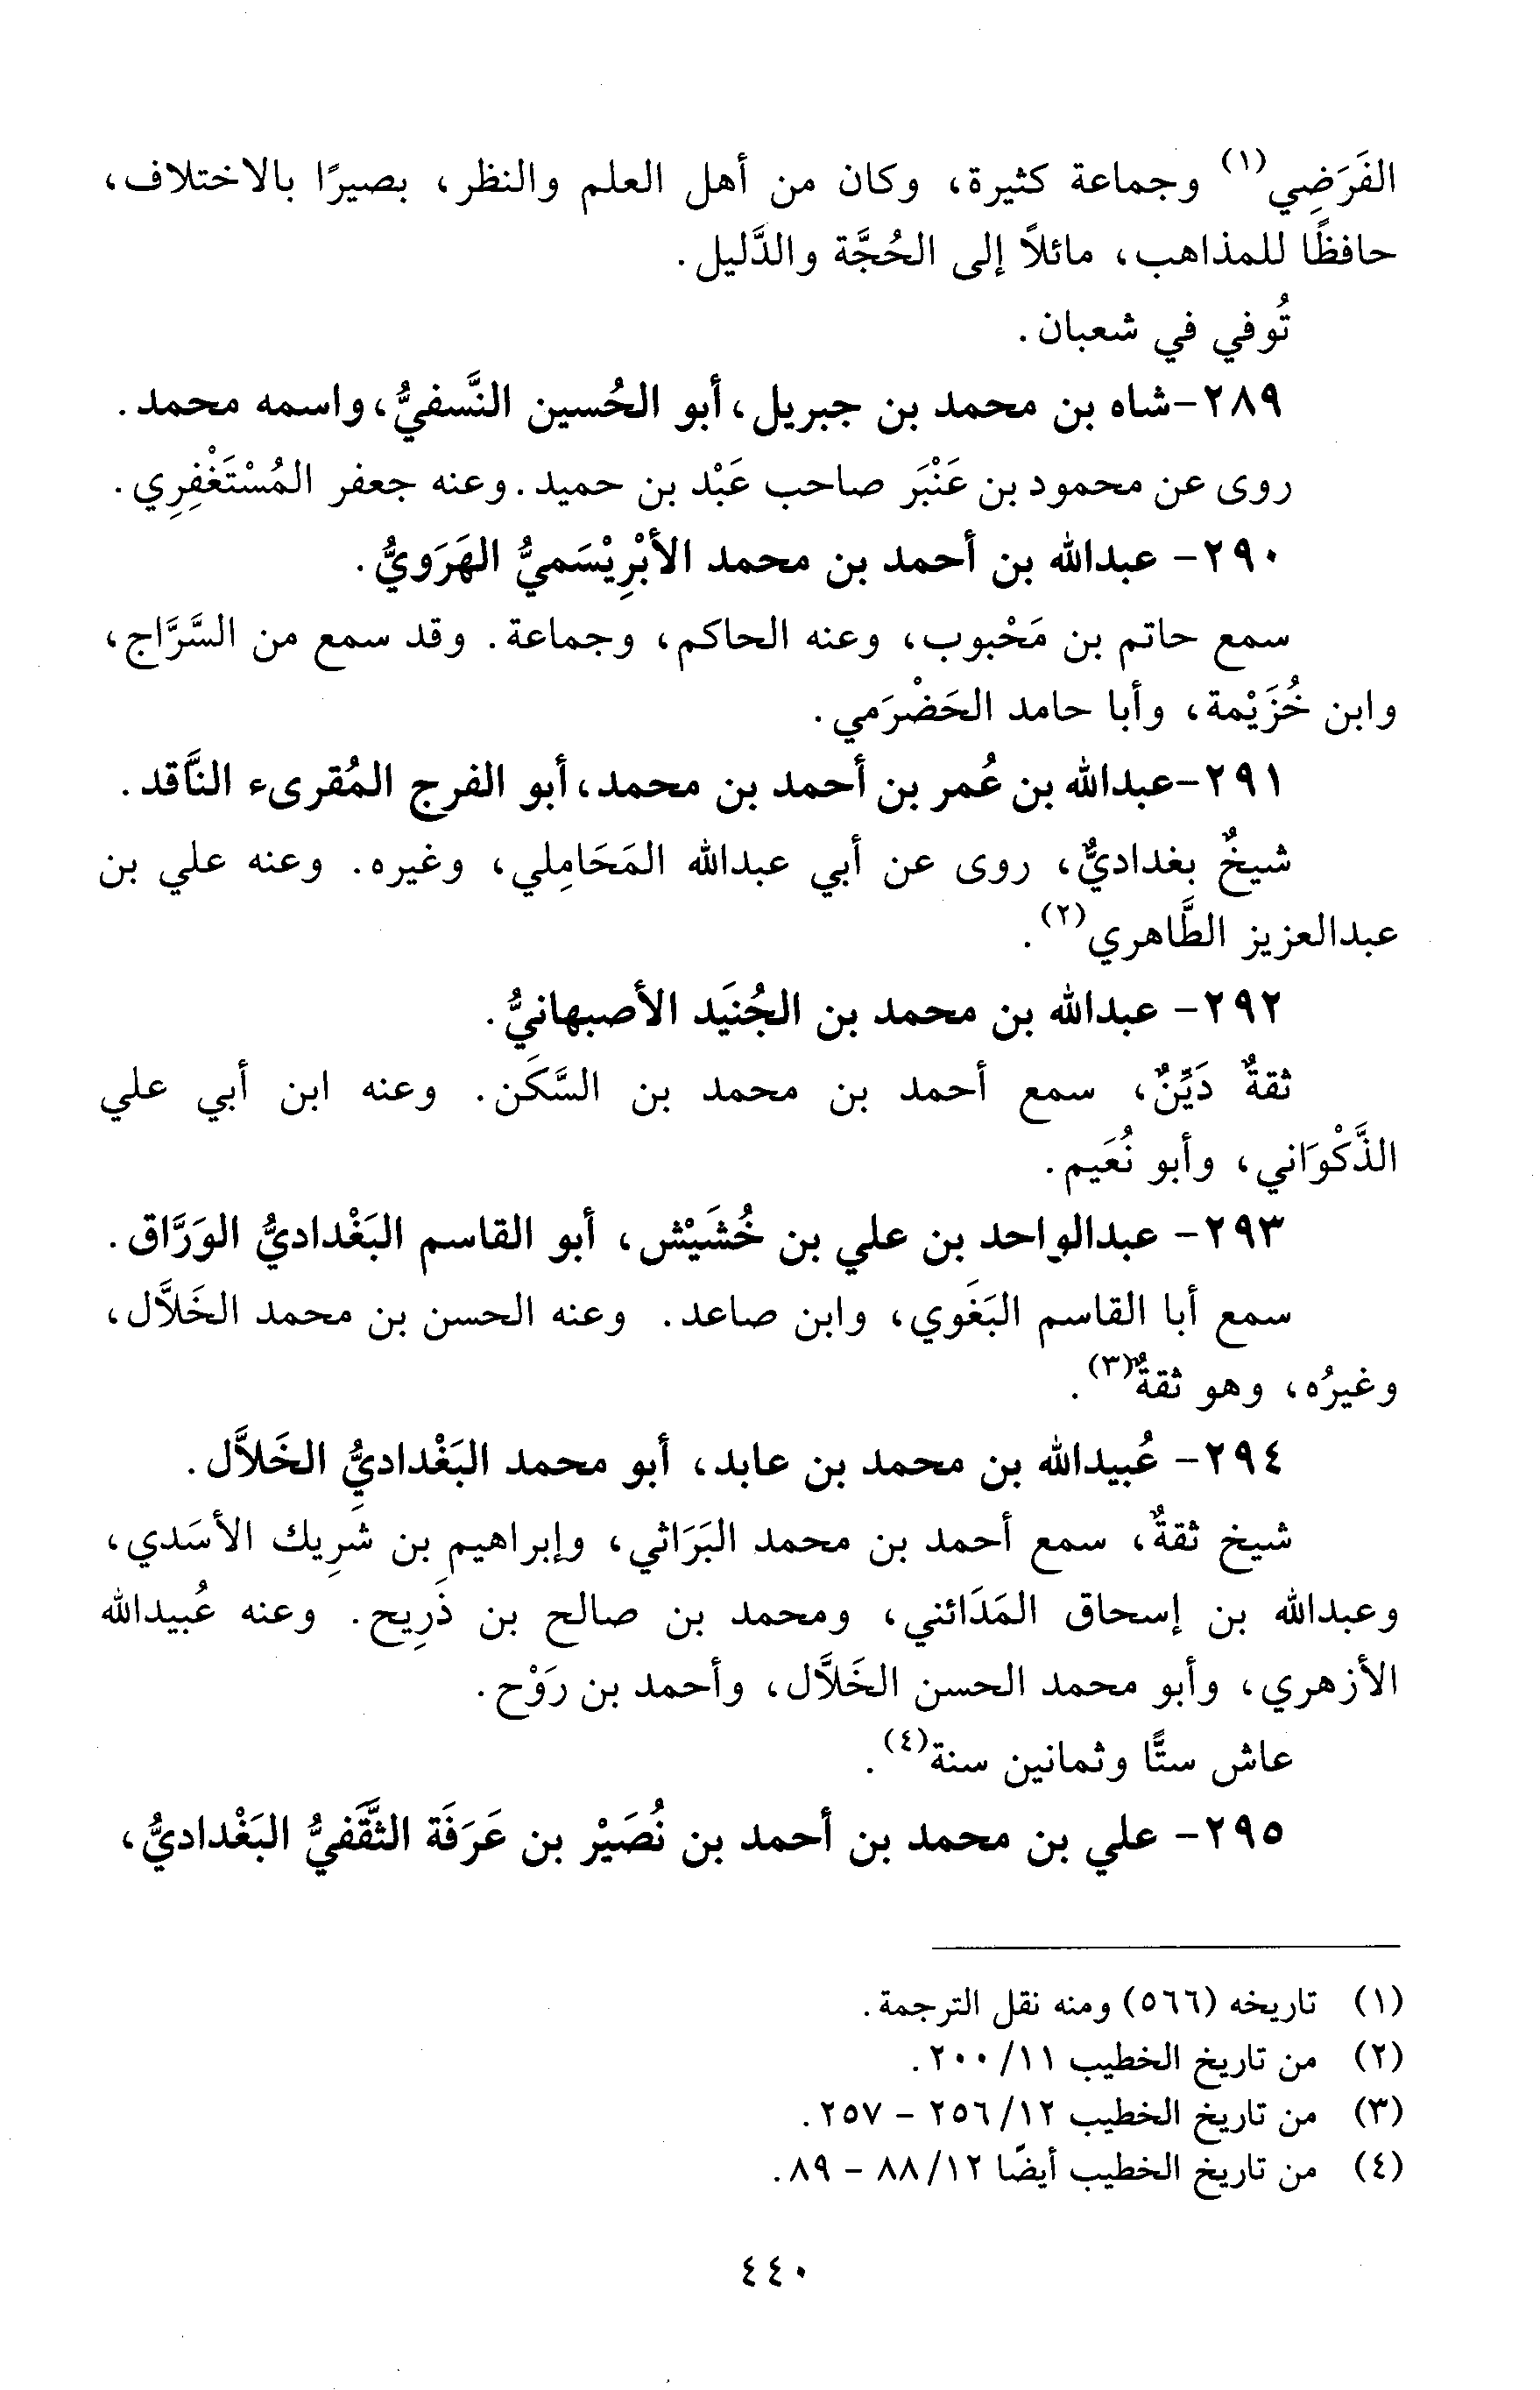 الفَرَضِي(١) وجماعة كثيرة، وكان من أهل العلم والنظر، بصيرًا بالاختلاف،
حافظًا للمذاهب، مائلاً إلى الحُجَّة والدَّليل.
تُوفي في شعبان.
٢٨٩-شاه بن محمد بن جبريل، أبو الحُسين النَّسفيُّ، واسمه محمد.
روى عن محمود بن عَنْبَر صاحب عَبْد بن حميد. وعنه جعفر المُسْتَغْفِرِي.
٢٩٠- عبدالله بن أحمد بن محمد الأبْرِيْسَميُّ الهَرَويُّ.
سمع حاتم بن مَحْبوب، وعنه الحاكم، وجماعة. وقد سمع من السَّرَّاج،
وابن خُزَيْمة، وأبا حامد الحَضْرَمي.
٢٩١-عبدالله بن عُمر بن أحمد بن محمد، أبو الفرج المُقرىء النَّاقد.
شيخٌ بغداديٌّ، روى عن أبي عبدالله المَحَامِلي، وغيره. وعنه علي بن
عبدالعزيز الطَّاهري(٢).
٢٩٢- عبدالله بن محمد بن الجُنَيد الأصبهانيُّ.
ثقةٌ دَيِّنٌ، سمع أحمد بن محمد بن السَّكَن. وعنه ابن أبي علي
الذَّكْوَاني، وأبو نُعَيم.
٢٩٣- عبدالواحد بن علي بن خُشَيْش، أبو القاسم البَغْداديُّ الوَرَّاق.
سمع أبا القاسم البَغَوي، وابن صاعد. وعنه الحسن بن محمد الخَلاَّل،
وغيرُه، وهو ثقةٌ(٣).
٢٩٤- عُبيدالله بن محمد بن عابد، أبو محمد البَغْداديُّ الخَلاَّل.
شيخ ثقةٌ، سمع أحمد بن محمد البَرَاثي، وإبراهيم بن شَرِيك الأسَدي،
وعبدالله بن إسحاق المَدَائني، ومحمد بن صالح بن ذَرِيح. وعنه عُبيدالله
الأزهري، وأبو محمد الحسن الخَلاَّل، وأحمد بن رَوْح.
عاش ستًّا وثمانين سنة(٤).
٢٩٥- علي بن محمد بن أحمد بن نُصَيْر بن عَرَفَة الثَّقَفيُّ البَغْداديُّ،
(١) تاريخه (٥٦٦) ومنه نقل الترجمة.
(٢) من تاريخ الخطيب ١١/ ٢٠٠.
(٣) من تاريخ الخطيب ١٢/ ٢٥٦ - ٢٥٧.
(٤) من تاريخ الخطيب أيضًا ١٢/ ٨٨ - ٨٩.
٤٤٠